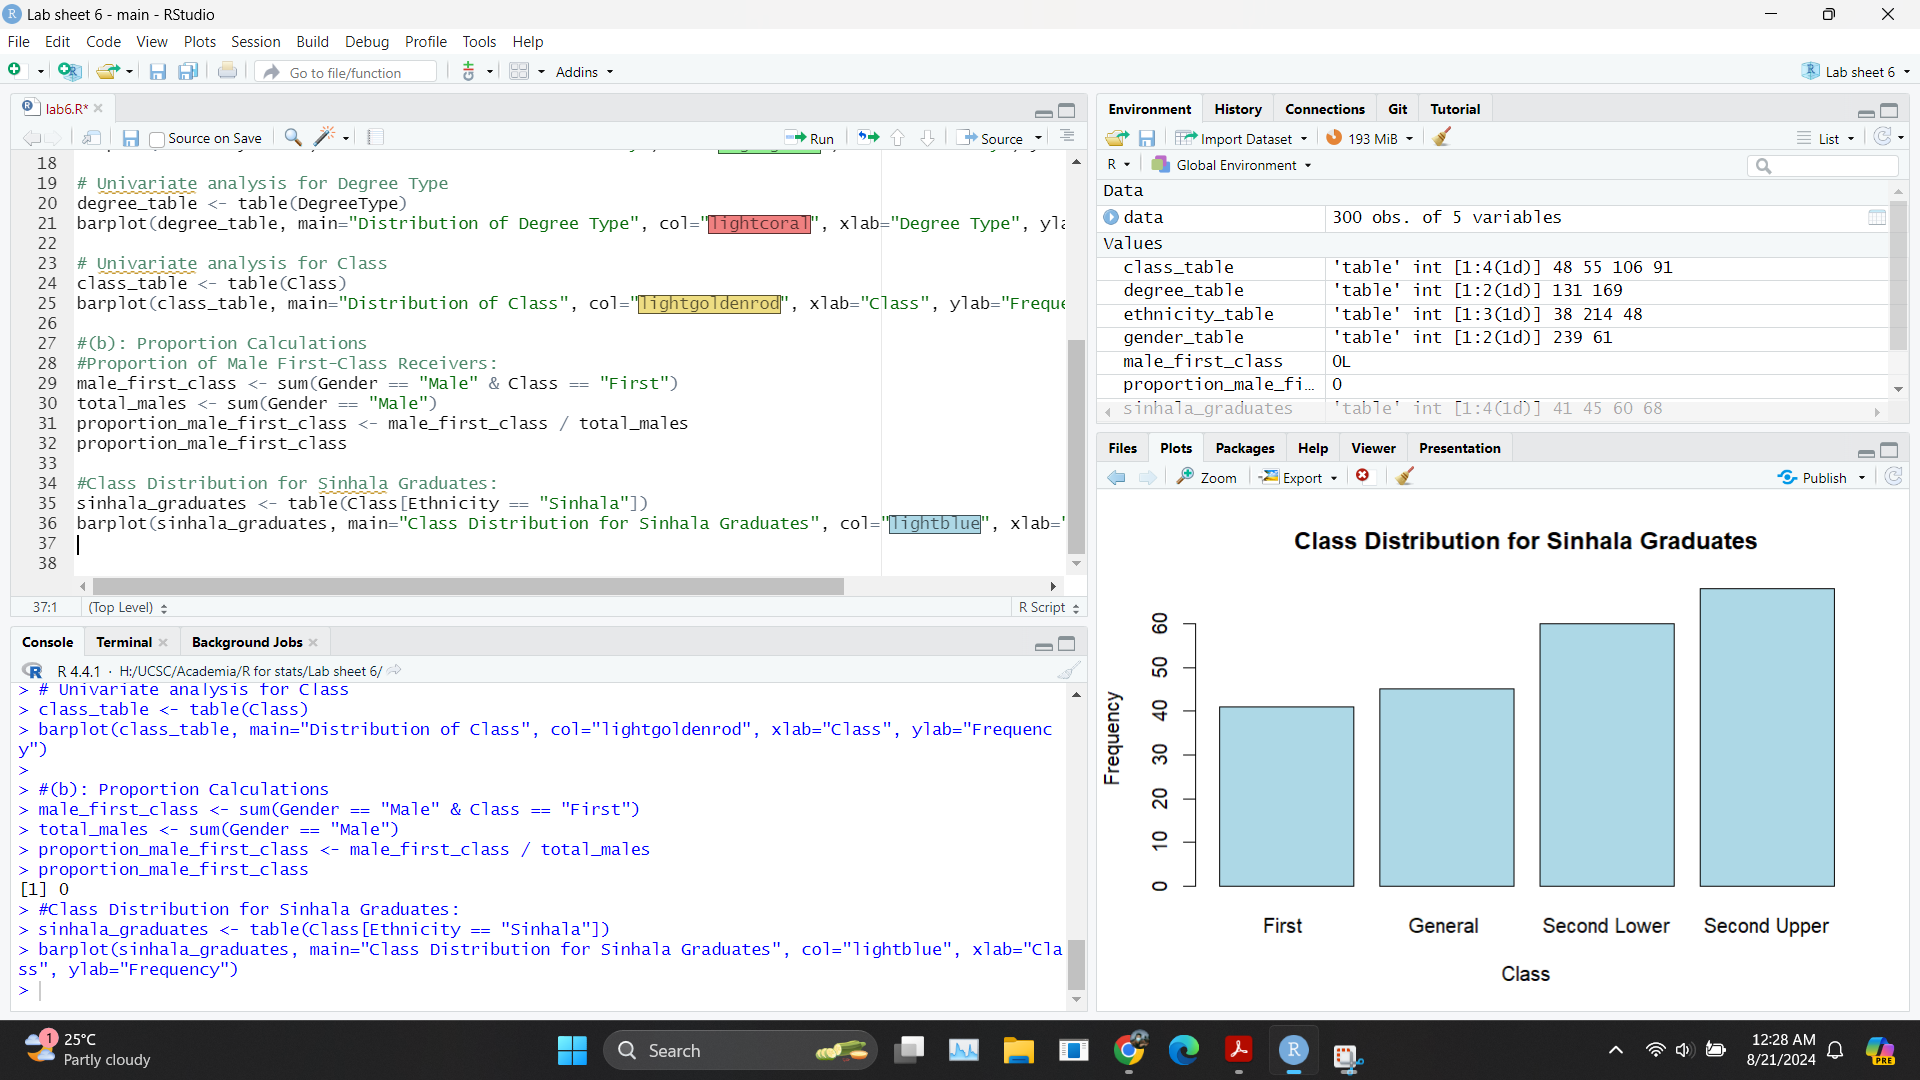 Lab sheet 6 - main - RStudio
File Edit Code View Plots Session Build Debug Profile Tools Help
Go to file/function
Addins
Lab sheet 6
lab6.R*
Source on Save
Run
Source
18
19 # Univariate analysis for Degree Type
20 degree_table <- table(DegreeType)
21 barplot(degree_table, main="Distribution of Degree Type", col="lightcoral", xlab="Degree Type", yla
22
23 # Univariate analysis for Class
24 class_table <- table(Class)
25 barplot(class_table, main="Distribution of Class", col="lightgoldenrod", xlab="Class", ylab="Freque
26
27 #(b): Proportion Calculations
28 #Proportion of Male First-Class Receivers:
29 male_first_class <- sum(Gender == "Male" & Class == "First")
30 total_males <- sum(Gender == "Male")
31 proportion_male_first_class <- male_first_class / total_males
32 proportion_male_first_class
33
34 #Class Distribution for Sinhala Graduates:
35 sinhala_graduates <- table(Class[Ethnicity == "Sinhala"])
36 barplot(sinhala_graduates, main="Class Distribution for Sinhala Graduates", col="lightblue", xlab="
37
38
37:1 (Top Level) R Script
Console Terminal Background Jobs
R 4.4.1 · H:/UCSC/Academia/R for stats/Lab sheet 6/
> # Univariate analysis for Class
> class_table <- table(Class)
> barplot(class_table, main="Distribution of Class", col="lightgoldenrod", xlab="Class", ylab="Frequenc
y")
>
> #(b): Proportion Calculations
> male_first_class <- sum(Gender == "Male" & Class == "First")
> total_males <- sum(Gender == "Male")
> proportion_male_first_class <- male_first_class / total_males
> proportion_male_first_class
[1] 0
> #Class Distribution for Sinhala Graduates:
> sinhala_graduates <- table(Class[Ethnicity == "Sinhala"])
> barplot(sinhala_graduates, main="Class Distribution for Sinhala Graduates", col="lightblue", xlab="Cla
ss", ylab="Frequency")
>
Environment History Connections Git Tutorial
Import Dataset 193 MiB List
R Global Environment
Data
data 300 obs. of 5 variables
Values
class_table 'table' int [1:4(1d)] 48 55 106 91
degree_table 'table' int [1:2(1d)] 131 169
ethnicity_table 'table' int [1:3(1d)] 38 214 48
gender_table 'table' int [1:2(1d)] 239 61
male_first_class 0L
proportion_male_fi... 0
sinhala_graduates 'table' int [1:4(1d)] 41 45 60 68
Files Plots Packages Help Viewer Presentation
Zoom Export Publish
Class Distribution for Sinhala Graduates
Frequency
60
50
40
30
20
10
0
First General Second Lower Second Upper
Class
1
25°C
Partly cloudy
Search
PRE
12:28 AM
8/21/2024